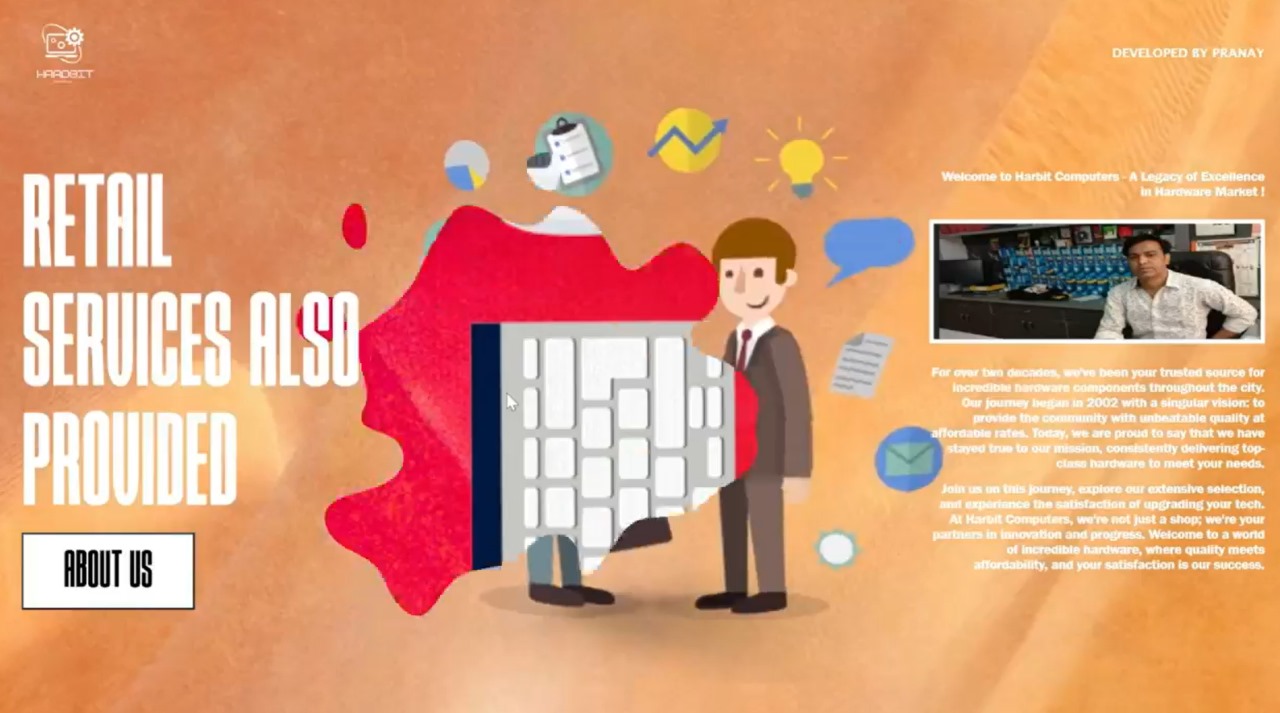 HARDBIT
DEVELOPED BY PRANAY
RETAIL
SERVICES ALSO
PROVIDED
ABOUT US
Welcome to Harbit Computers - A Legacy of Excellence
in Hardware Market !
For over two decades, we've been your trusted source for
incredible hardware components throughout the city.
Our journey began in 2002 with a singular vision: to
provide the community with unbeatable quality at
affordable rates. Today, we are proud to say that we have
stayed true to our mission, consistently delivering top-
class hardware to meet your needs.
Join us on this journey, explore our extensive selection,
and experience the satisfaction of upgrading your tech.
At Harbit Computers, we're not just a shop; we're your
partners in innovation and progress. Welcome to a world
of incredible hardware, where quality meets
affordability, and your satisfaction is our success.